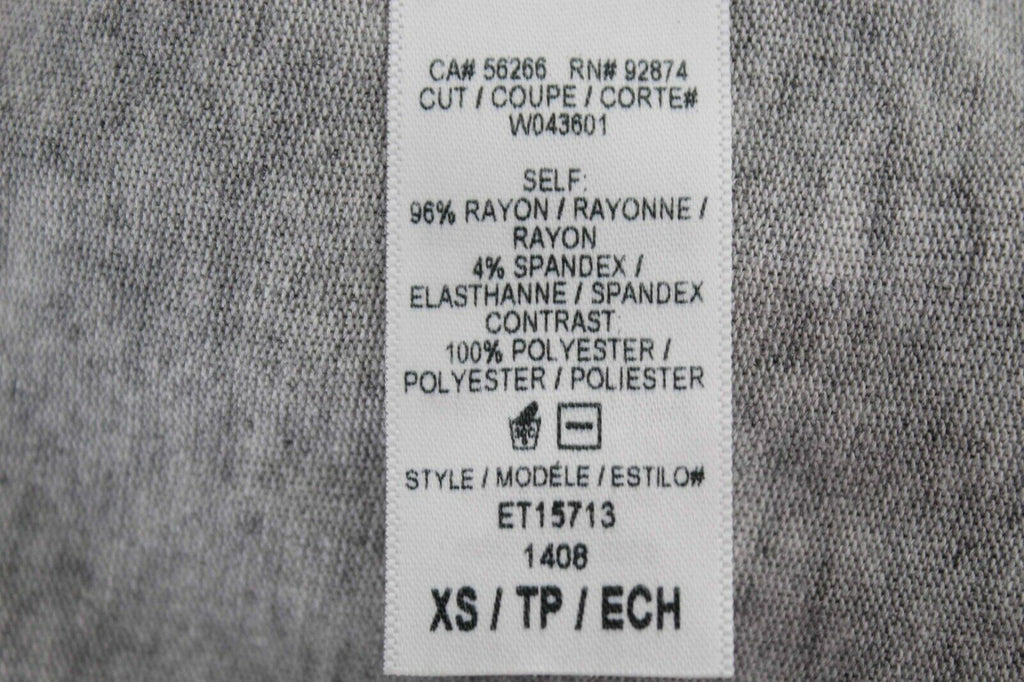 CA# 56266 RN# 92874
CUT / COUPE / CORTE#
W043601
SELF:
96% RAYON / RAYONNE /
RAYON
4% SPANDEX /
ELASTHANNE / SPANDEX
CONTRAST:
100% POLYESTER /
POLYESTER / POLIESTER
30C
STYLE / MODÉLE / ESTILO#
ET15713
1408
XS / TP / ECH